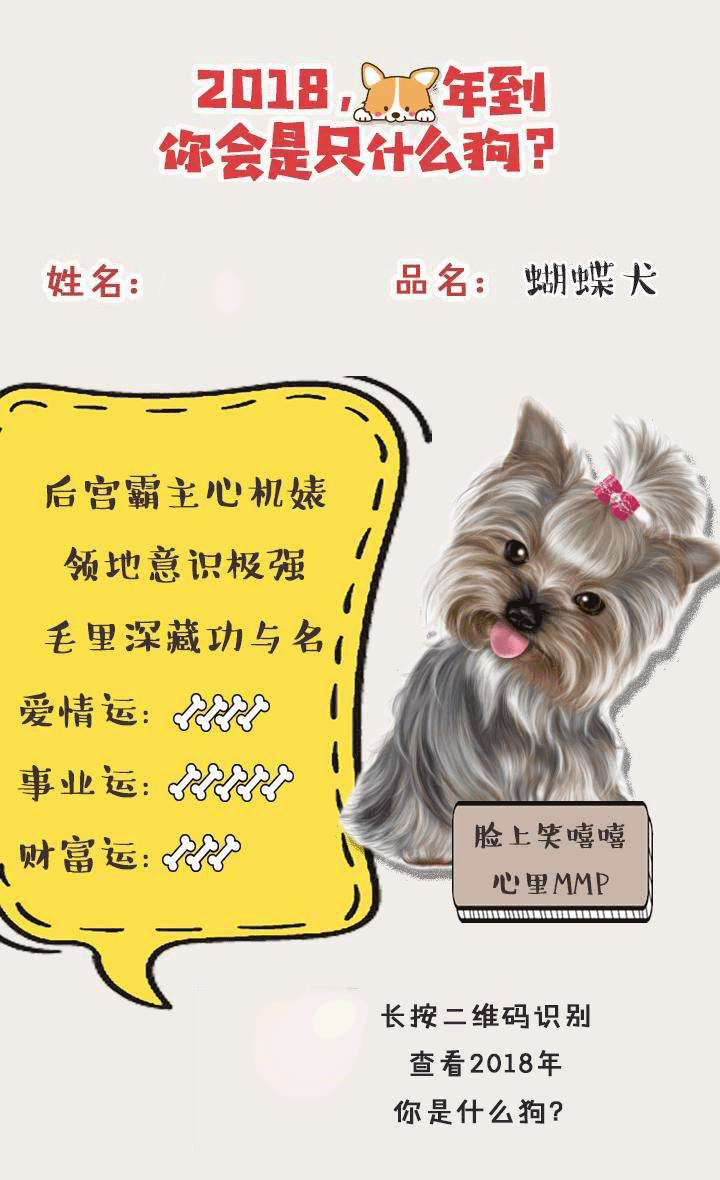 2018，年到
你会是只什么狗？
姓名：
品名：蝴蝶犬
后宫霸主心机婊
领地意识极强
毛里深藏功与名
爱情运：
事业运：
财富运：
脸上笑嘻嘻
心里MMP
长按二维码识别
查看2018年
你是什么狗？